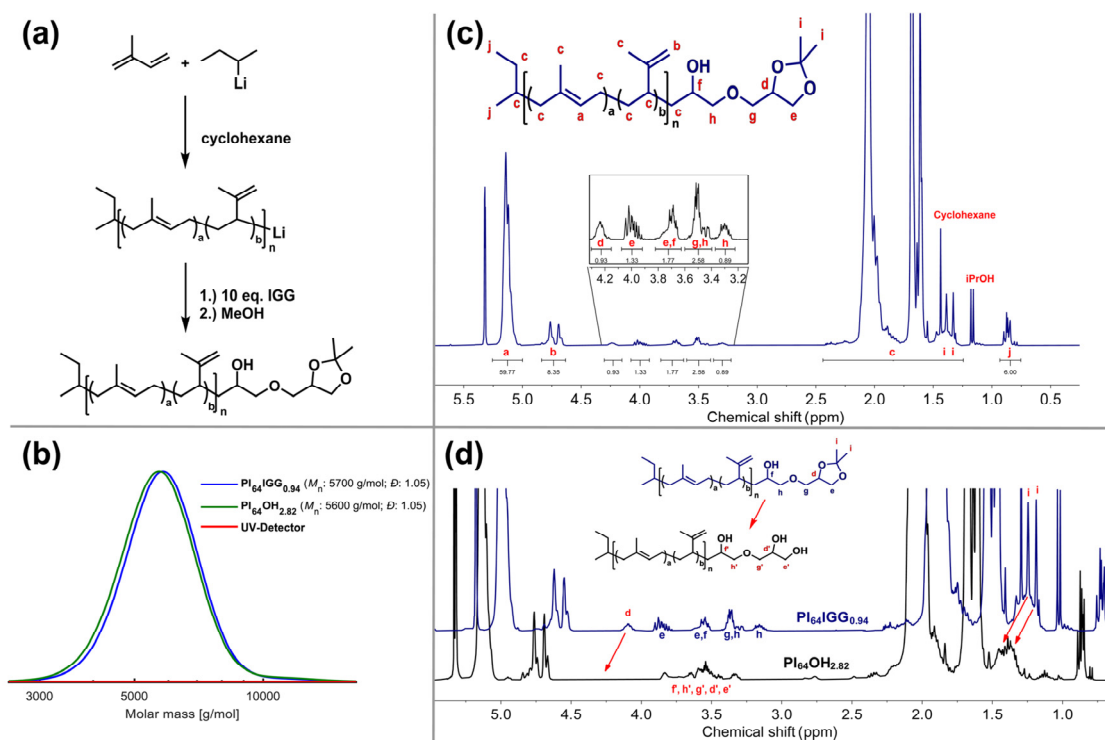 (a)
+
Li
cyclohexane
a
b
n
Li
1.) 10 eq. IGG
2.) MeOH
OH
O
O
O
a
b
n
(b)
PI64IGG0.94 (Mn: 5700 g/mol; Đ: 1.05)
PI64OH2.82 (Mn: 5600 g/mol; Đ: 1.05)
UV-Detector
3000 5000 10000
Molar mass [g/mol]
(c)
j c c c b i i
OH O d
c c f O
j c a a c c b n c h g e
d e e,f g,h h
0.93 1.33 1.77 2.58 0.89
4.2 4.0 3.8 3.6 3.4 3.2
Cyclohexane
iPrOH
a b c i i j
59.77 8.35 0.93 1.33 1.77 2.58 0.89 6.00
5.5 5.0 4.5 4.0 3.5 3.0 2.5 2.0 1.5 1.0 0.5
Chemical shift (ppm)
(d)
i i
OH O d
f O O
a b n h g e
OH OH
f' d' OH
a b n h' O g' e'
i i
d
e e,f g,h h
PI64IGG0.94
PI64OH2.82
f', h', g', d', e'
5.0 4.5 4.0 3.5 3.0 2.5 2.0 1.5 1.0
Chemical shift (ppm)